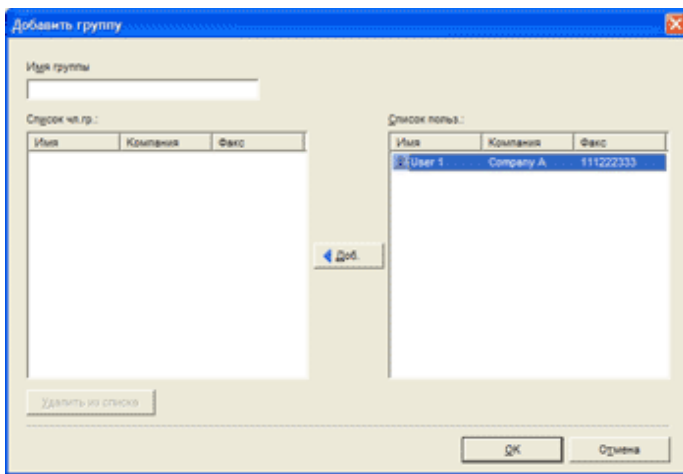 Добавить группу
Имя группы
Список чл.гр.:
Список польз.:
Имя Компания Факс
Имя Компания Факс
User 1 Company A 111222333
Доб.
Удалить из списка
OK Отмена